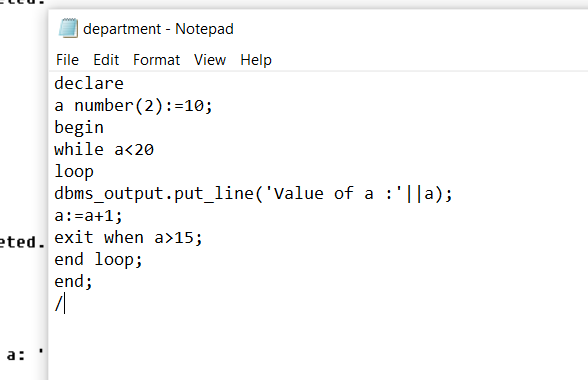 department - Notepad
File Edit Format View Help
declare
a number(2):=10;
begin
while a<20
loop
dbms_output.put_line('Value of a :'||a);
a:=a+1;
eted. exit when a>15;
end loop;
end;
/
a: '